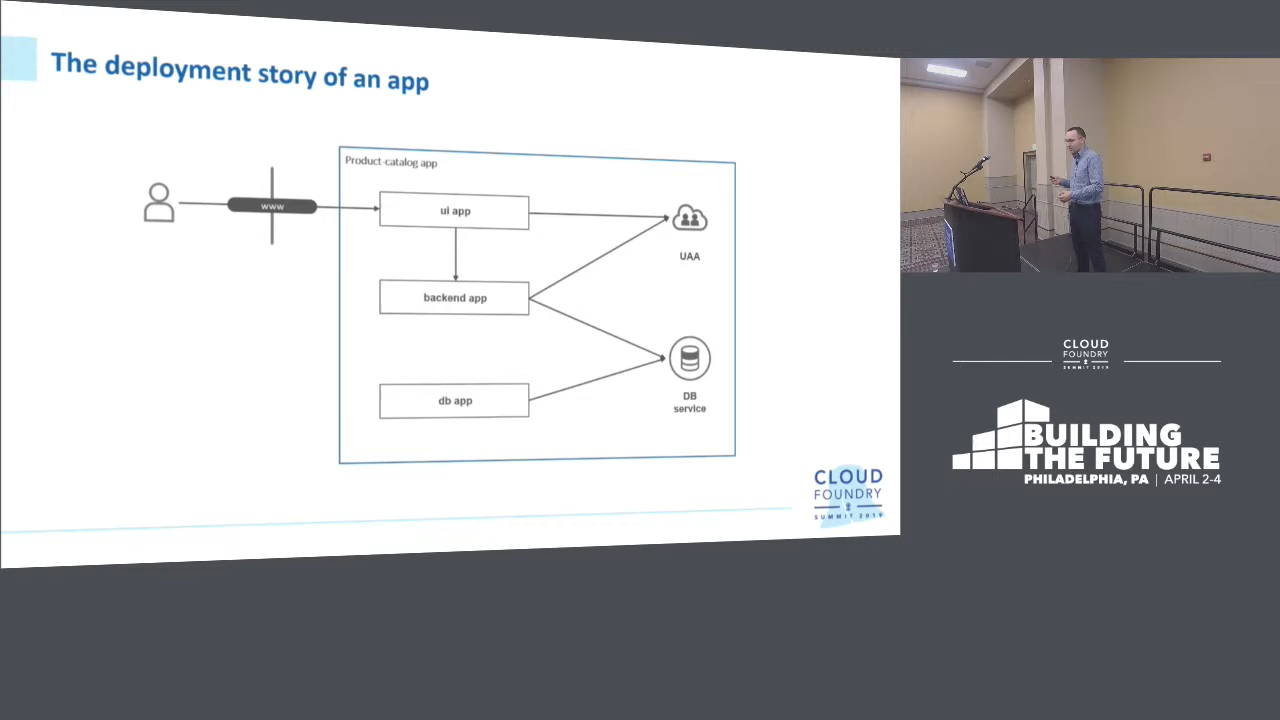 The deployment story of an app
Product-catalog app
www
ui app
UAA
backend app
DB
service
db app
CLOUD
FOUNDRY
SUMMIT 2019
CLOUD
FOUNDRY
SUMMIT 2019
BUILDING
THE FUTURE
PHILADELPHIA, PA | APRIL 2-4